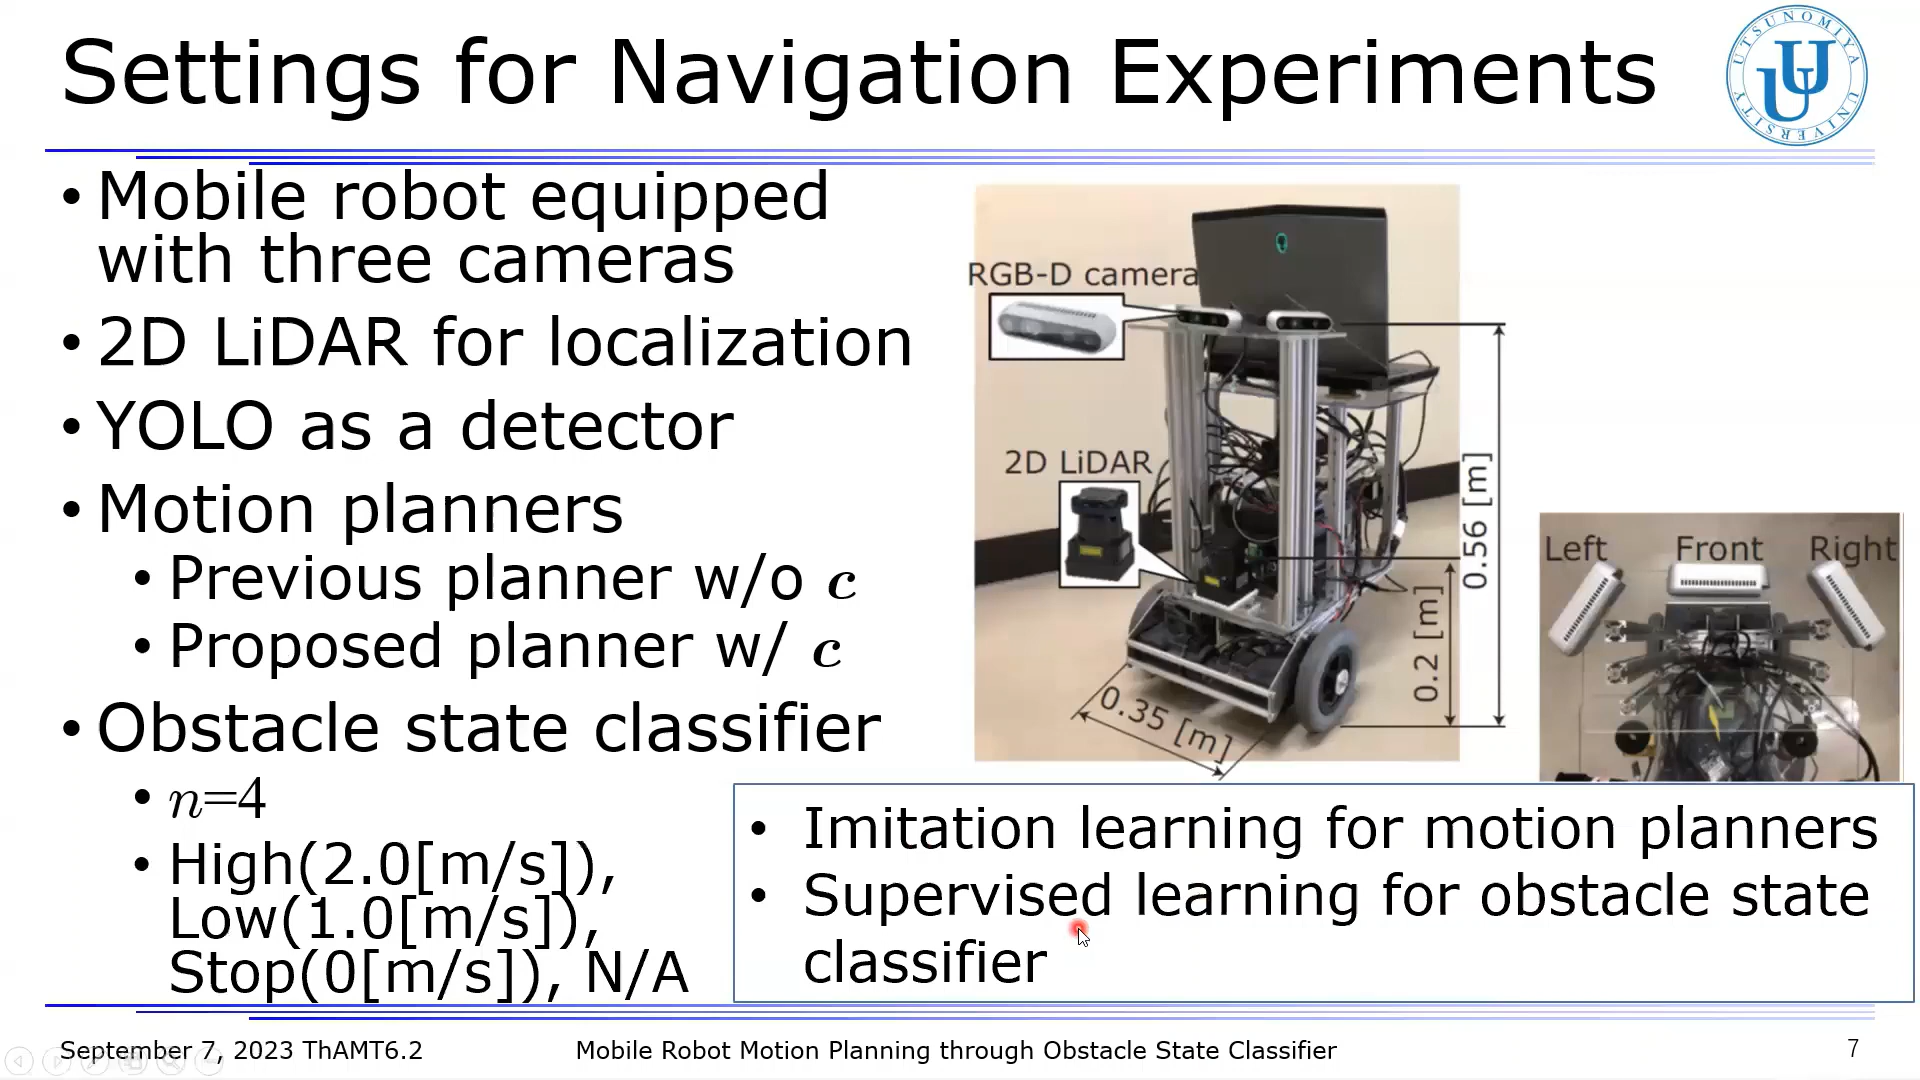 Settings for Navigation Experiments
UTSUNOMIYA UNIVERSITY
UU
• Mobile robot equipped
with three cameras
• 2D LiDAR for localization
• YOLO as a detector
• Motion planners
• Previous planner w/o c
• Proposed planner w/ c
• Obstacle state classifier
• n=4
• High(2.0[m/s]),
Low(1.0[m/s]),
Stop(0[m/s]), N/A
RGB-D camera
2D LiDAR
0.56 [m]
0.2 [m]
0.35 [m]
Left Front Right
• Imitation learning for motion planners
• Supervised learning for obstacle state
classifier
September 7, 2023 ThAMT6.2
Mobile Robot Motion Planning through Obstacle State Classifier
7